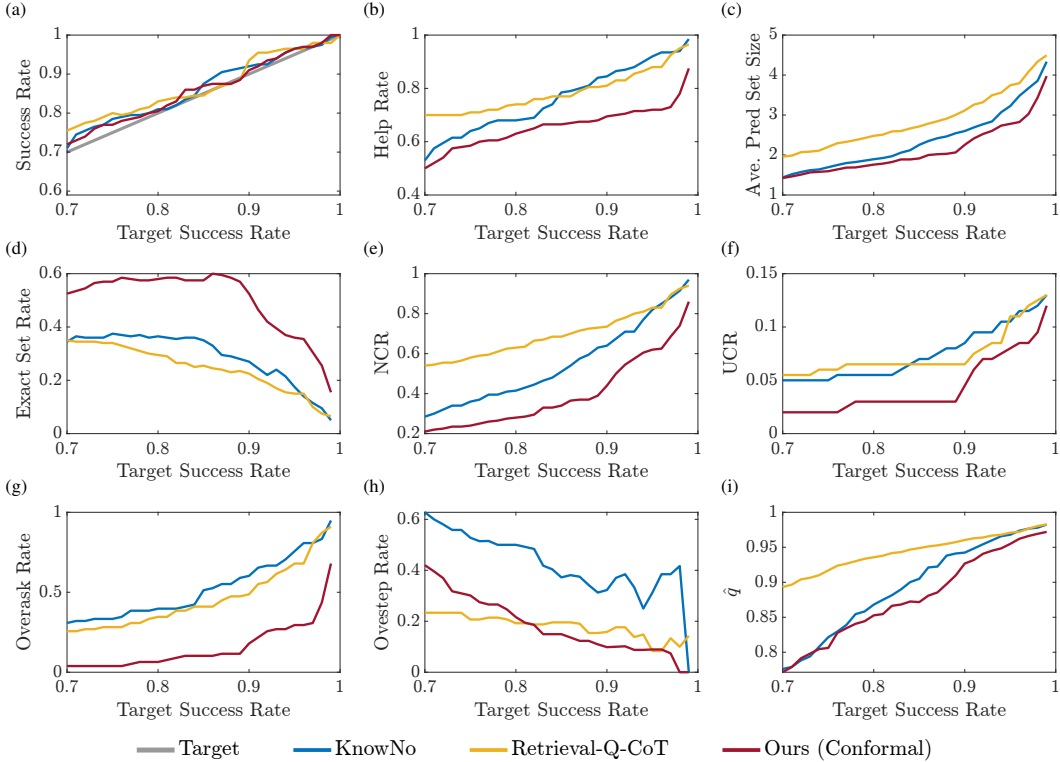 (a)
Success Rate
1
0.9
0.8
0.7
0.6
0.7
0.8
0.9
1
Target Success Rate
(b)
Help Rate
1
0.8
0.6
0.4
0.7
0.8
0.9
1
Target Success Rate
(c)
Ave. Pred Set Size
5
4
3
2
1
0.7
0.8
0.9
1
Target Success Rate
(d)
Exact Set Rate
0.6
0.4
0.2
0
0.7
0.8
0.9
1
Target Success Rate
(e)
NCR
1
0.8
0.6
0.4
0.2
0.7
0.8
0.9
1
Target Success Rate
(f)
UCR
0.15
0.1
0.05
0
0.7
0.8
0.9
1
Target Success Rate
(g)
Overask Rate
1
0.5
0
0.7
0.8
0.9
1
Target Success Rate
(h)
Ovestep Rate
0.6
0.4
0.2
0
0.7
0.8
0.9
1
Target Success Rate
(i)
q̂
1
0.95
0.9
0.85
0.8
0.7
0.8
0.9
1
Target Success Rate
Target
KnowNo
Retrieval-Q-CoT
Ours (Conformal)